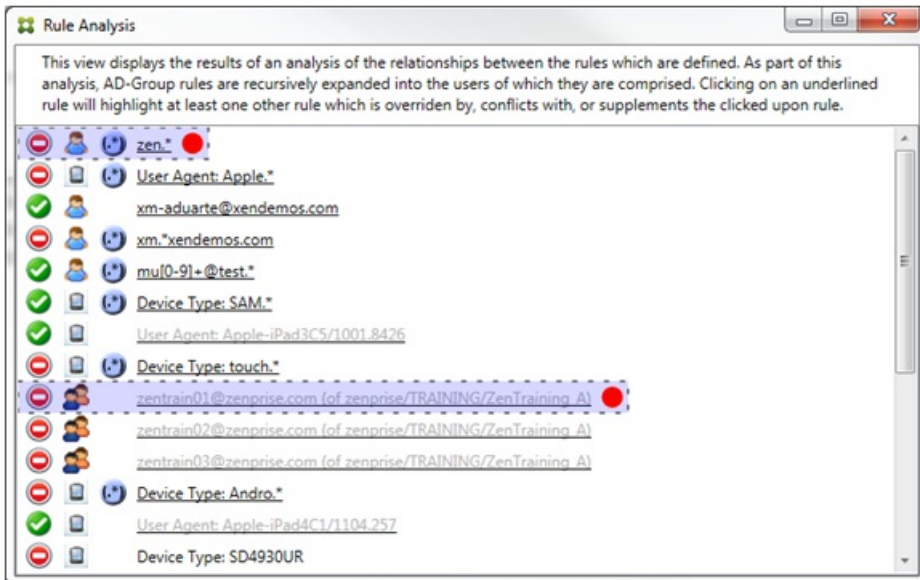 Rule Analysis
This view displays the results of an analysis of the relationships between the rules which are defined. As part of this
analysis, AD-Group rules are recursively expanded into the users of which they are comprised. Clicking on an underlined
rule will highlight at least one other rule which is overriden by, conflicts with, or supplements the clicked upon rule.
(.*) zen.*
(.*) User Agent: Apple.*
xm-aduarte@xendemos.com
(.*) xm.*xendemos.com
(.*) mu[0-9]+@test.*
(.*) Device Type: SAM.*
User Agent: Apple-iPad3C5/1001.8426
(.*) Device Type: touch.*
zentrain01@zenprise.com (of zenprise/TRAINING/ZenTraining_A)
zentrain02@zenprise.com (of zenprise/TRAINING/ZenTraining_A)
zentrain03@zenprise.com (of zenprise/TRAINING/ZenTraining_A)
(.*) Device Type: Andro.*
User Agent: Apple-iPad4C1/1104.257
Device Type: SD4930UR